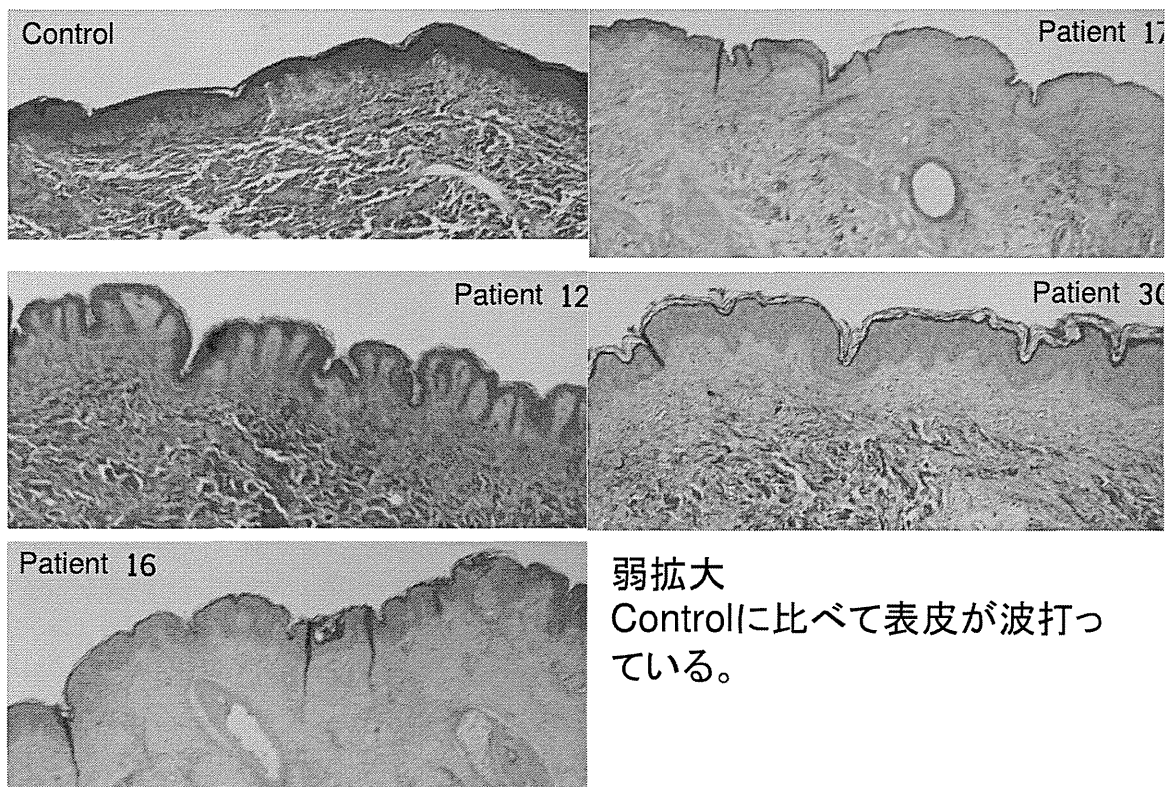 Control
Patient 17
Patient 12
Patient 30
Patient 16
弱拡大
Controlに比べて表皮が波打っ
ている。